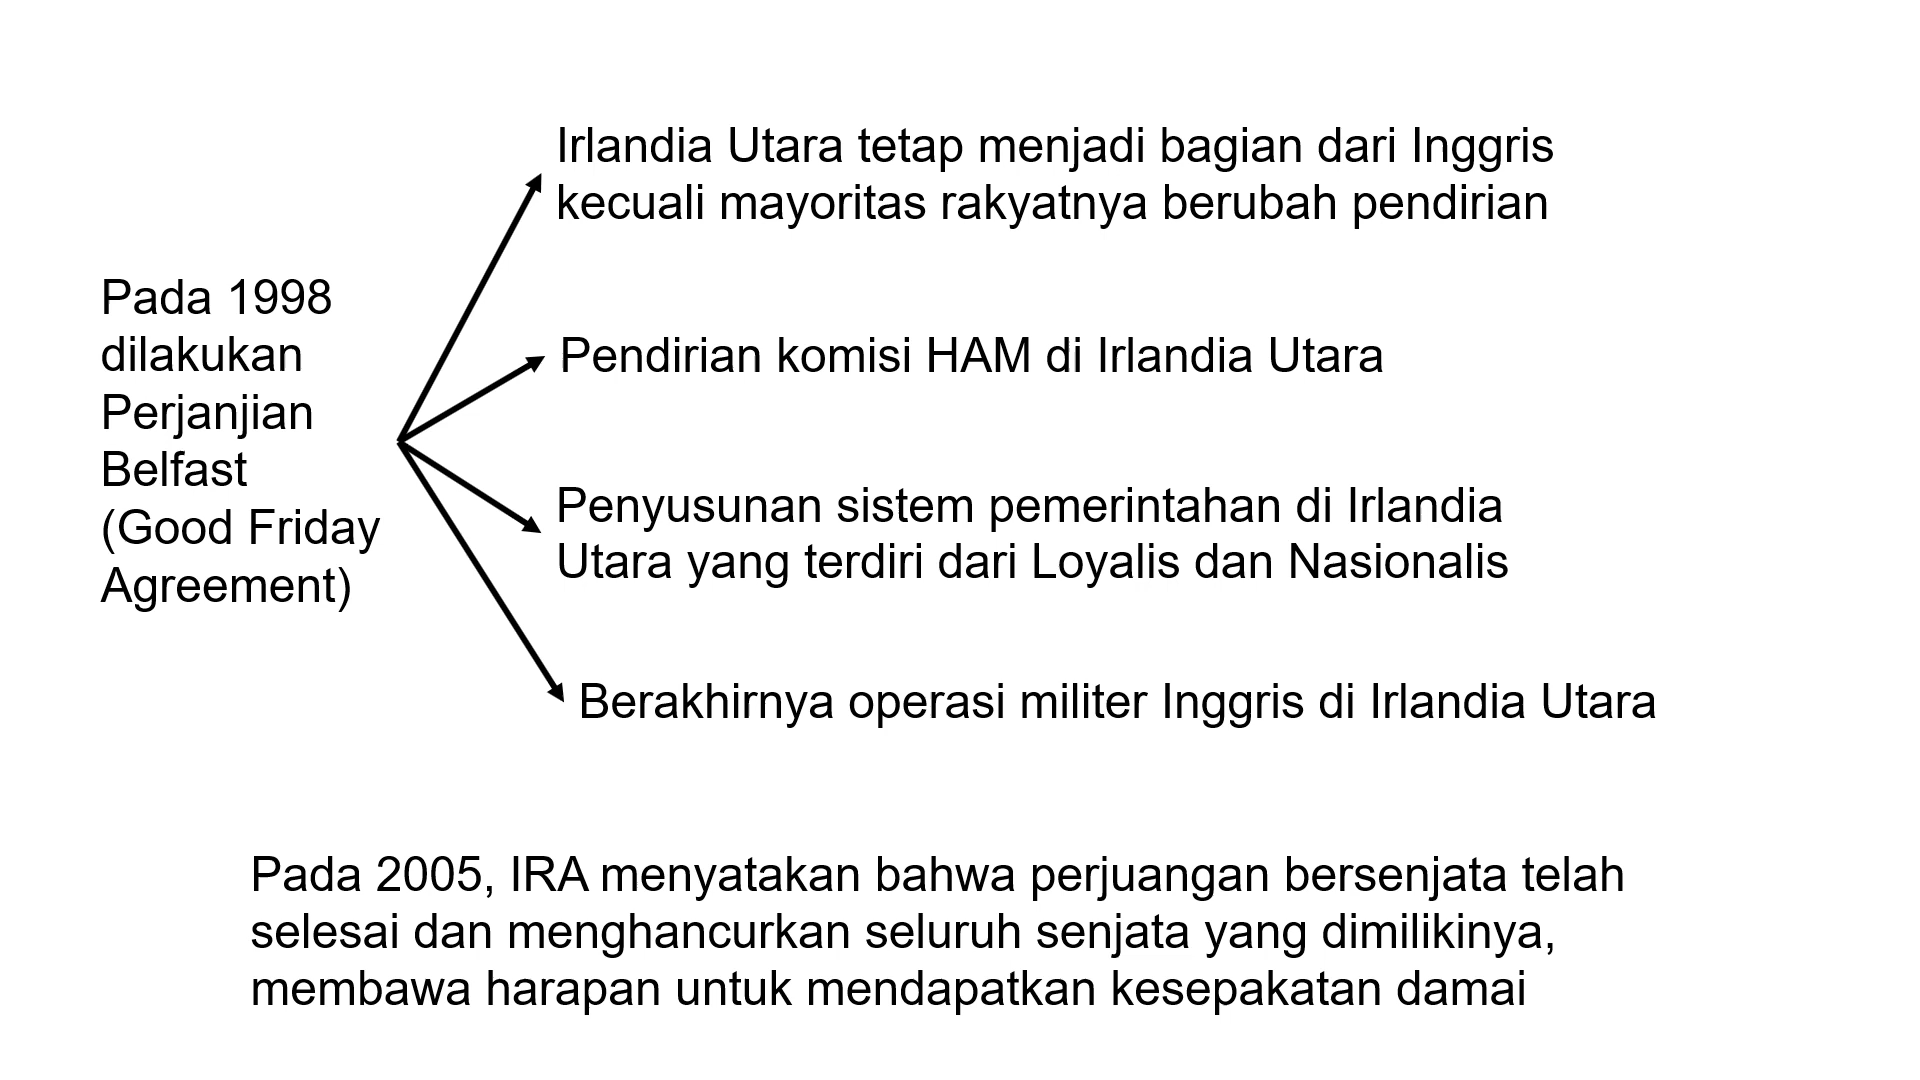 Pada 1998
dilakukan
Perjanjian
Belfast
(Good Friday
Agreement)
Irlandia Utara tetap menjadi bagian dari Inggris
kecuali mayoritas rakyatnya berubah pendirian
Pendirian komisi HAM di Irlandia Utara
Penyusunan sistem pemerintahan di Irlandia
Utara yang terdiri dari Loyalis dan Nasionalis
Berakhirnya operasi militer Inggris di Irlandia Utara
Pada 2005, IRA menyatakan bahwa perjuangan bersenjata telah
selesai dan menghancurkan seluruh senjata yang dimilikinya,
membawa harapan untuk mendapatkan kesepakatan damai